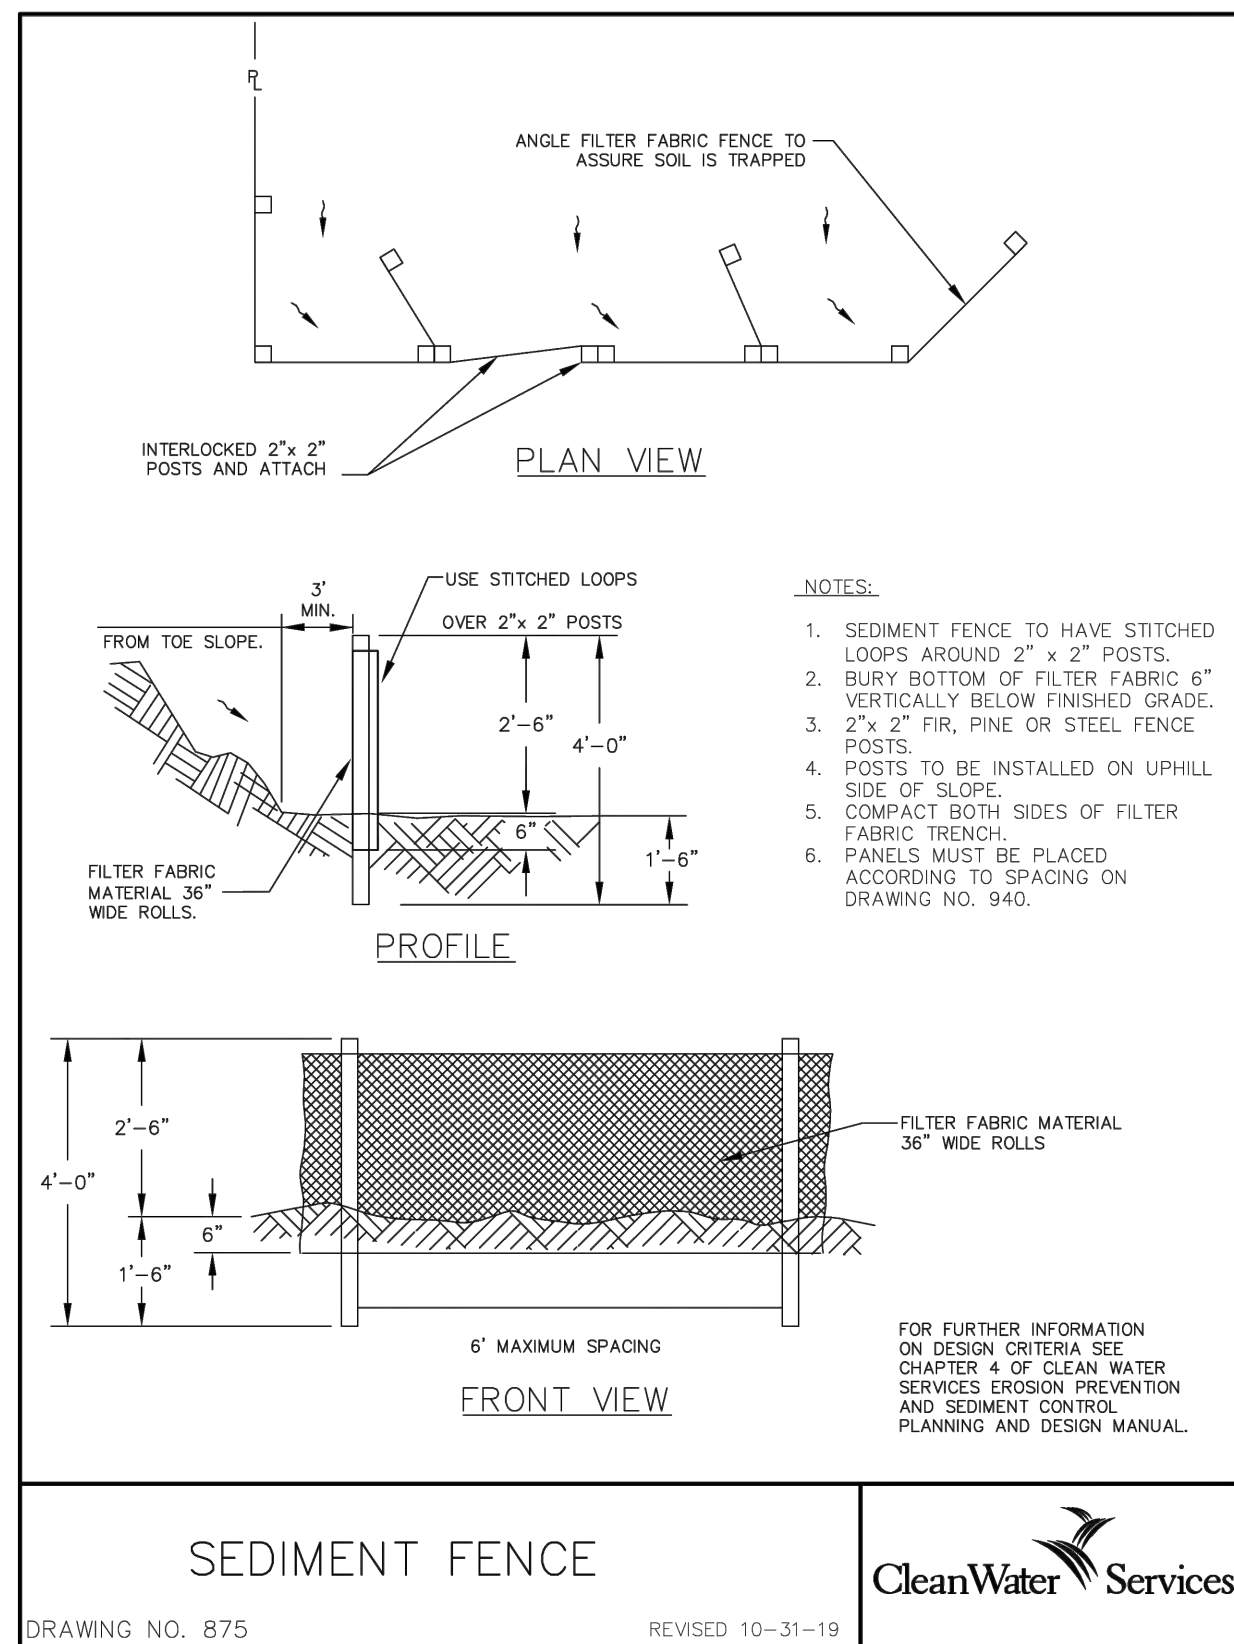 PL
ANGLE FILTER FABRIC FENCE TO
ASSURE SOIL IS TRAPPED
INTERLOCKED 2"x 2"
POSTS AND ATTACH
PLAN VIEW
3'
MIN.
FROM TOE SLOPE.
USE STITCHED LOOPS
OVER 2"x 2" POSTS
2'-6"
4'-0"
6"
1'-6"
FILTER FABRIC
MATERIAL 36"
WIDE ROLLS.
PROFILE
NOTES:
1. SEDIMENT FENCE TO HAVE STITCHED
LOOPS AROUND 2" x 2" POSTS.
2. BURY BOTTOM OF FILTER FABRIC 6"
VERTICALLY BELOW FINISHED GRADE.
3. 2"x 2" FIR, PINE OR STEEL FENCE
POSTS.
4. POSTS TO BE INSTALLED ON UPHILL
SIDE OF SLOPE.
5. COMPACT BOTH SIDES OF FILTER
FABRIC TRENCH.
6. PANELS MUST BE PLACED
ACCORDING TO SPACING ON
DRAWING NO. 940.
2'-6"
4'-0"
6"
1'-6"
FILTER FABRIC MATERIAL
36" WIDE ROLLS
6' MAXIMUM SPACING
FRONT VIEW
FOR FURTHER INFORMATION
ON DESIGN CRITERIA SEE
CHAPTER 4 OF CLEAN WATER
SERVICES EROSION PREVENTION
AND SEDIMENT CONTROL
PLANNING AND DESIGN MANUAL.
SEDIMENT FENCE
DRAWING NO. 875
REVISED 10-31-19
CleanWater Services